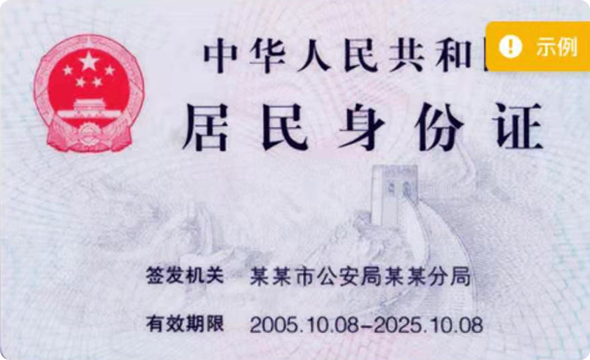 中华人民共和
! 示例
居民身份证
签发机关 某某市公安局某某分局
有效期限 2005.10.08-2025.10.08